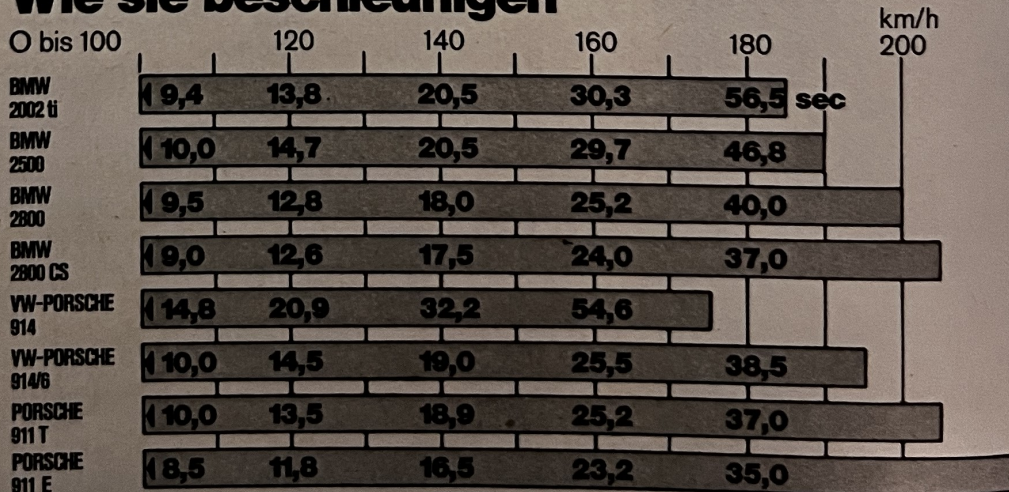 Wie sie beschleunigen
km/h
O bis 100 120 140 160 180 200
BMW
2002 ti 9,4 13,8 20,5 30,3 56,5 sec
BMW
2500 10,0 14,7 20,5 29,7 46,8
BMW
2800 9,5 12,8 18,0 25,2 40,0
BMW
2800 CS 9,0 12,6 17,5 24,0 37,0
VW-PORSCHE
914 14,8 20,9 32,2 54,6
VW-PORSCHE
914/6 10,0 14,5 19,0 25,5 38,5
PORSCHE
911 T 10,0 13,5 18,9 25,2 37,0
PORSCHE
911 E 8,5 11,8 16,5 23,2 35,0